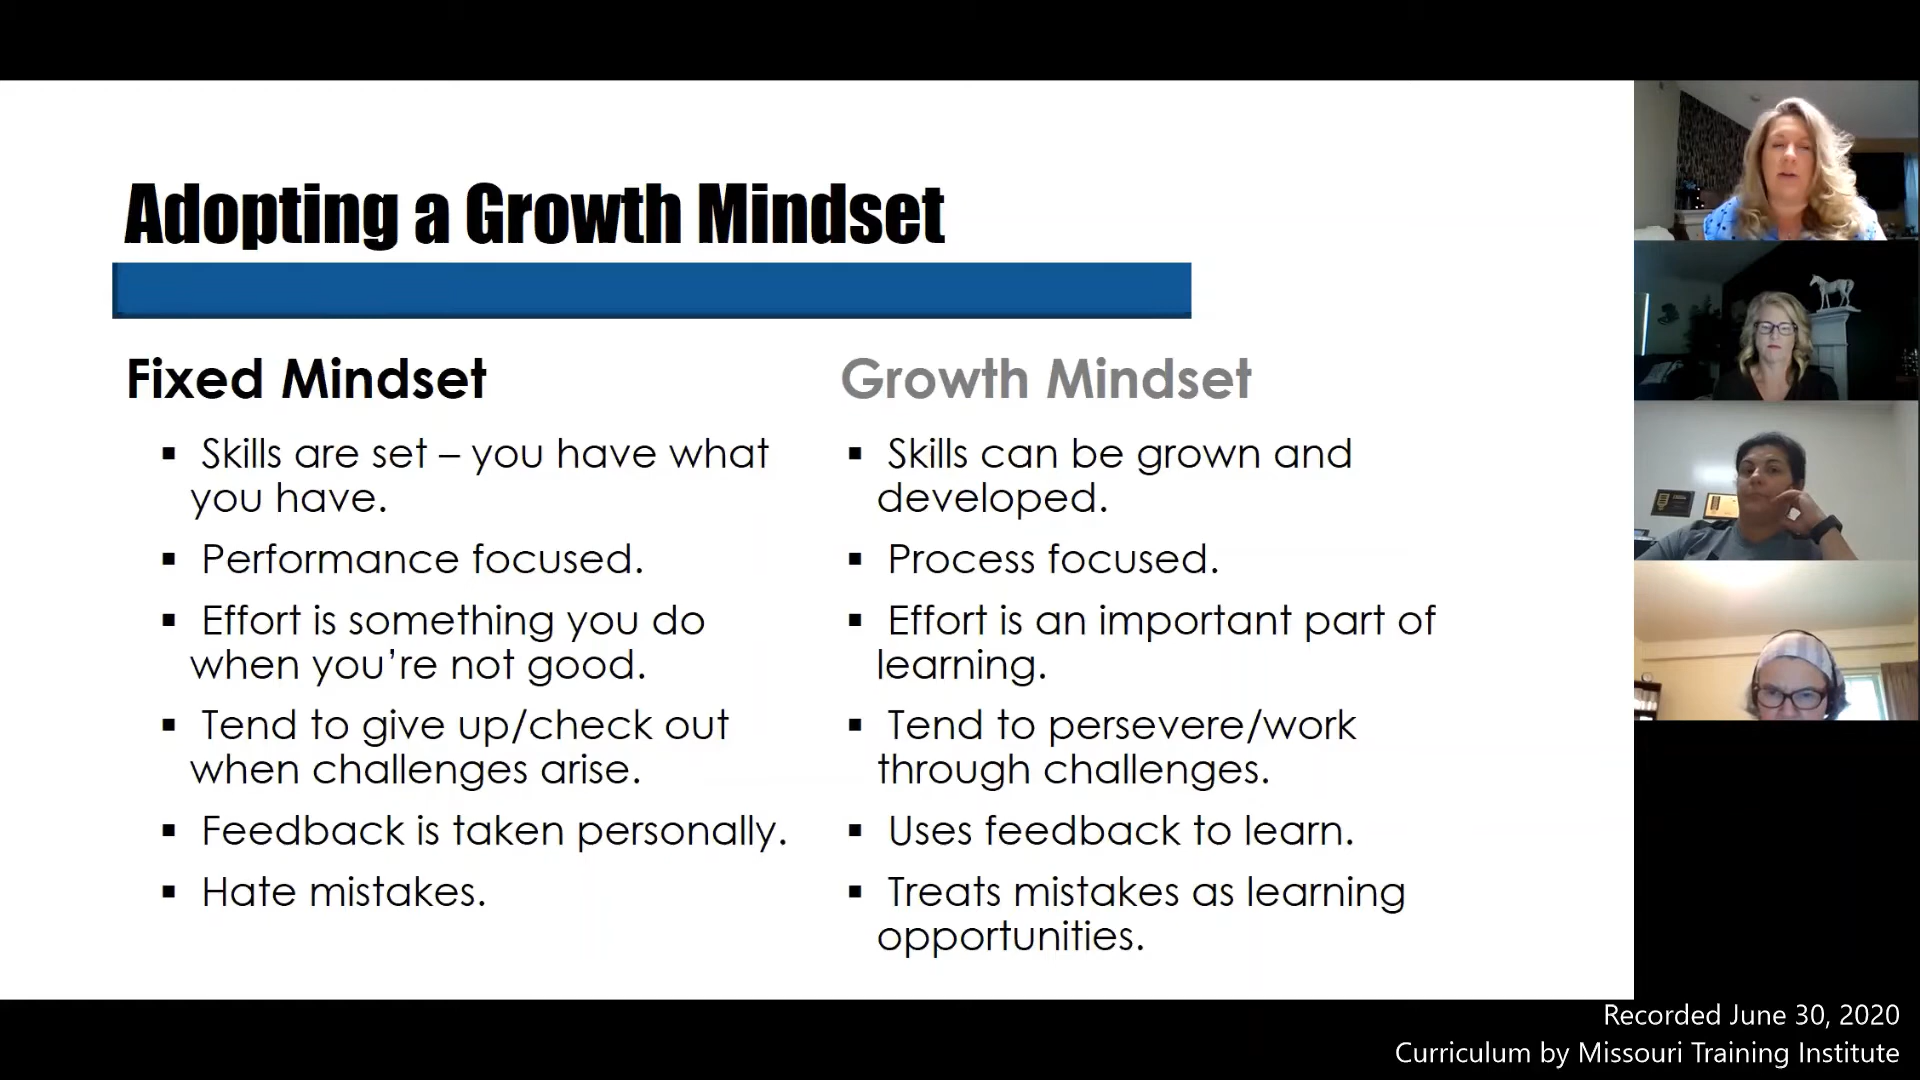 Adopting a Growth Mindset
Fixed Mindset
▪ Skills are set – you have what
you have.
▪ Performance focused.
▪ Effort is something you do
when you're not good.
▪ Tend to give up/check out
when challenges arise.
▪ Feedback is taken personally.
▪ Hate mistakes.
Growth Mindset
▪ Skills can be grown and
developed.
▪ Process focused.
▪ Effort is an important part of
learning.
▪ Tend to persevere/work
through challenges.
▪ Uses feedback to learn.
▪ Treats mistakes as learning
opportunities.
Recorded June 30, 2020
Curriculum by Missouri Training Institute